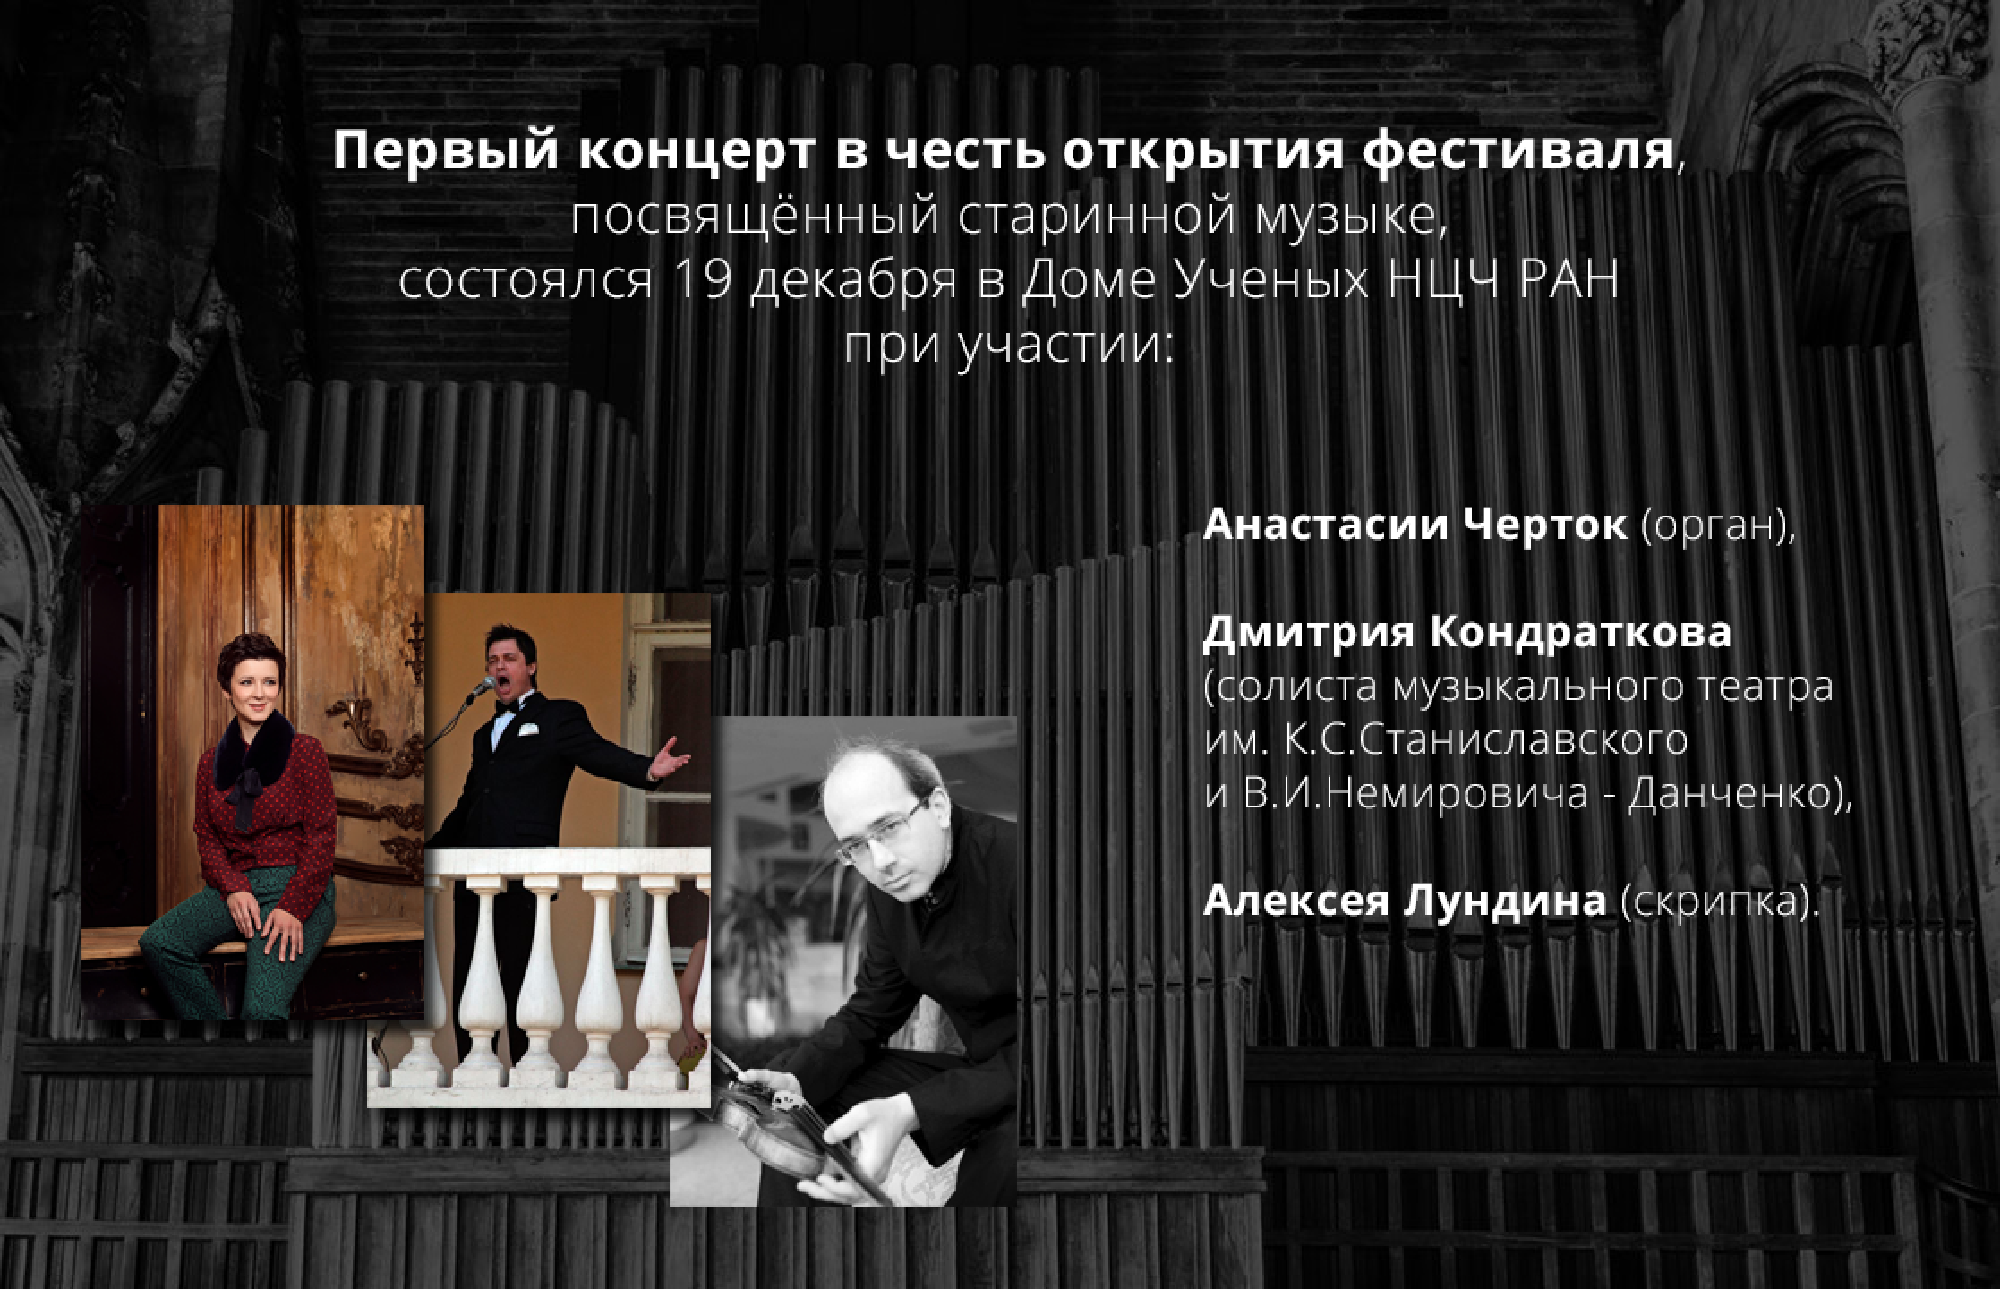 Первый концерт в честь открытия фестиваля,
посвящённый старинной музыке,
состоялся 19 декабря в Доме Ученых НЦЧ РАН
при участии:
Анастасии Черток (орган),
Дмитрия Кондраткова
(солиста музыкального театра
им. К.С.Станиславского
и В.И.Немировича - Данченко),
Алексея Лундина (скрипка).